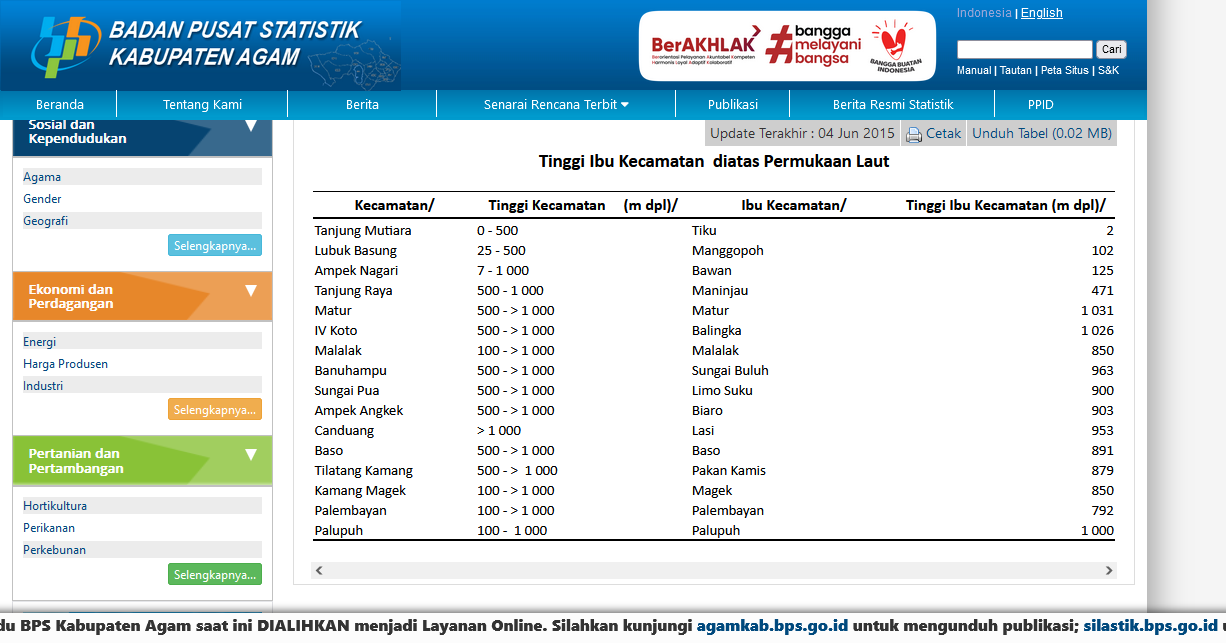 BADAN PUSAT STATISTIK
KABUPATEN AGAM
BerAKHLAK
Berorientasi Pelayanan Akuntabel Kompeten
Harmonis Loyal Adaptif Kolaboratif
# bangga
melayani
bangsa
BANGGA BUATAN
INDONESIA
Indonesia | English
Cari
Manual | Tautan | Peta Situs | S&K
Beranda Tentang Kami Berita Senarai Rencana Terbit Publikasi Berita Resmi Statistik PPID
Sosial dan
Kependudukan
Agama
Gender
Geografi
Selengkapnya...
Ekonomi dan
Perdagangan
Energi
Harga Produsen
Industri
Selengkapnya...
Pertanian dan
Pertambangan
Hortikultura
Perikanan
Perkebunan
Selengkapnya...
Update Terakhir : 04 Jun 2015 Cetak Unduh Tabel (0.02 MB)
Tinggi Ibu Kecamatan diatas Permukaan Laut
Kecamatan/ Tinggi Kecamatan (m dpl)/ Ibu Kecamatan/ Tinggi Ibu Kecamatan (m dpl)/
Tanjung Mutiara 0 - 500 Tiku 2
Lubuk Basung 25 - 500 Manggopoh 102
Ampek Nagari 7 - 1 000 Bawan 125
Tanjung Raya 500 - 1 000 Maninjau 471
Matur 500 - > 1 000 Matur 1 031
IV Koto 500 - > 1 000 Balingka 1 026
Malalak 100 - > 1 000 Malalak 850
Banuhampu 500 - > 1 000 Sungai Buluh 963
Sungai Pua 500 - > 1 000 Limo Suku 900
Ampek Angkek 500 - > 1 000 Biaro 903
Canduang > 1 000 Lasi 953
Baso 500 - > 1 000 Baso 891
Tilatang Kamang 500 - > 1 000 Pakan Kamis 879
Kamang Magek 100 - > 1 000 Magek 850
Palembayan 100 - > 1 000 Palembayan 792
Palupuh 100 - 1 000 Palupuh 1 000
du BPS Kabupaten Agam saat ini DIALIHKAN menjadi Layanan Online. Silahkan kunjungi agamkab.bps.go.id untuk mengunduh publikasi; silastik.bps.go.id u